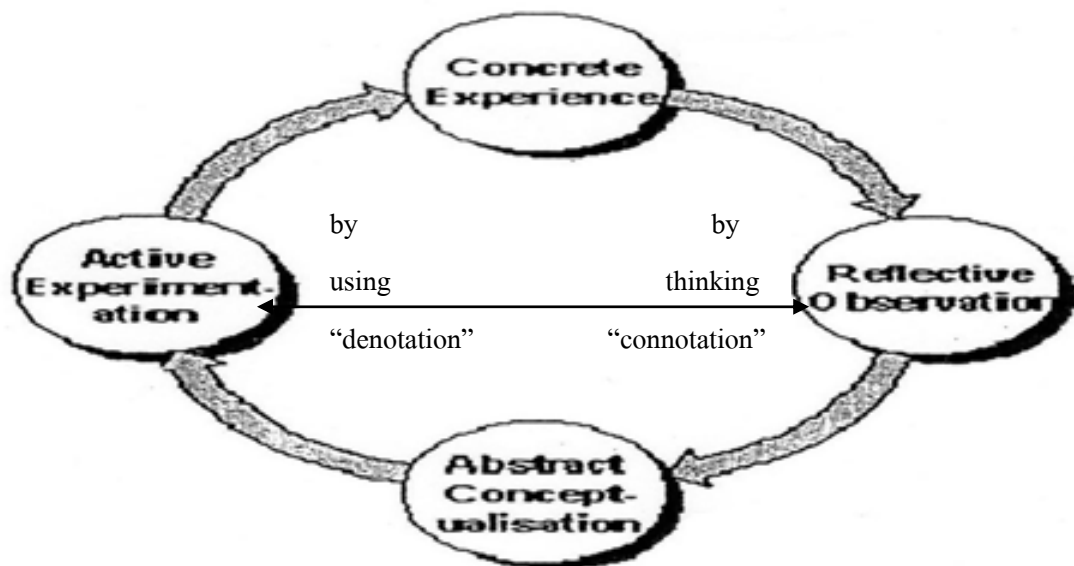 Concrete
Experience
by
using
"denotation"
by
thinking
"connotation"
Active
Experiment-
ation
Reflective
Observation
Abstract
Concept-
ualisation